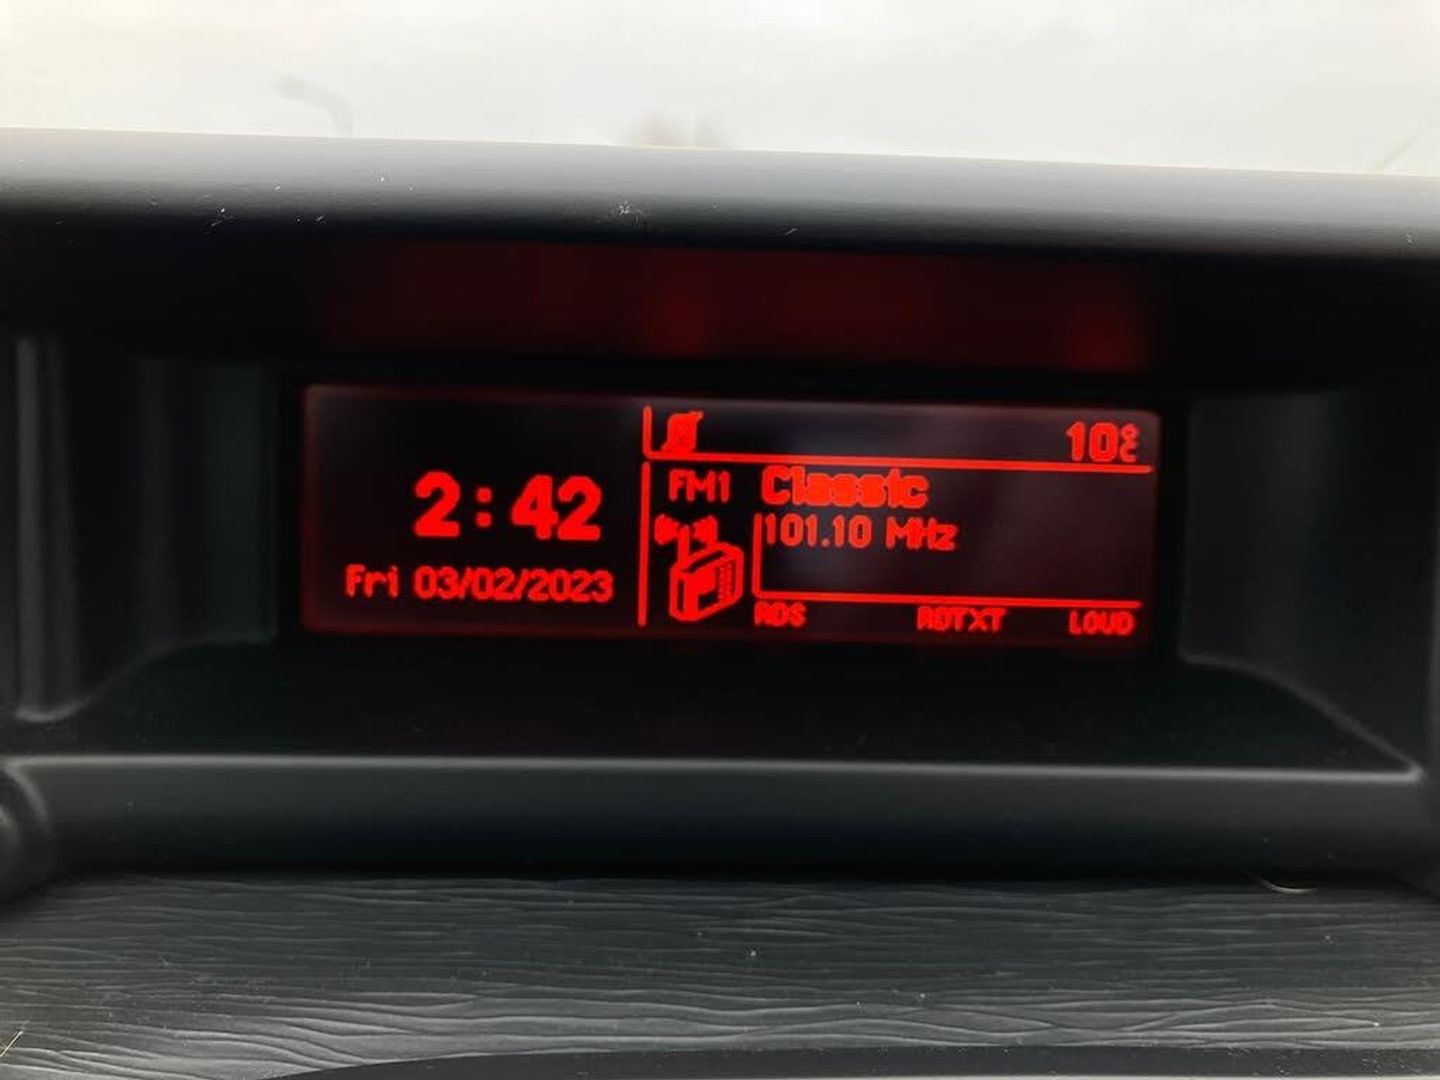 10°C
2:42
FM1 Classic
101.10 MHz
Fri 03/02/2023
RDS RDTXT LOUD